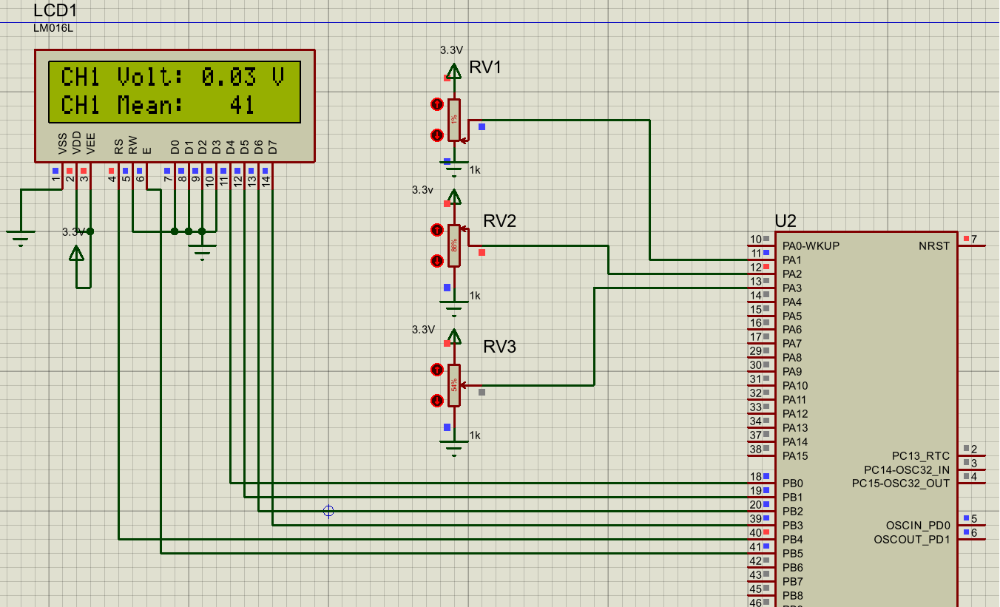 LCD1
LM016L
CH1 Volt: 0.03 V
CH1 Mean: 41
VSS VDD VEE RS RW E D0 D1 D2 D3 D4 D5 D6 D7
1 2 3 4 5 6 7 8 9 10 11 12 13 14
3.3V
3.3V
RV1
1%
1k
3.3v
RV2
86%
1k
3.3V
RV3
54%
1k
U2
10 PA0-WKUP NRST 7
11 PA1
12 PA2
13 PA3
14 PA4
15 PA5
16 PA6
17 PA7
29 PA8
30 PA9
31 PA10
32 PA11
33 PA12
34 PA13
37 PA14
38 PA15
PC13_RTC 2
PC14-OSC32_IN 3
18 PB0 PC15-OSC32_OUT 4
19 PB1
20 PB2
39 PB3 OSCIN_PD0 5
40 PB4 OSCOUT_PD1 6
41 PB5
42 PB6
43 PB7
45 PB8
46